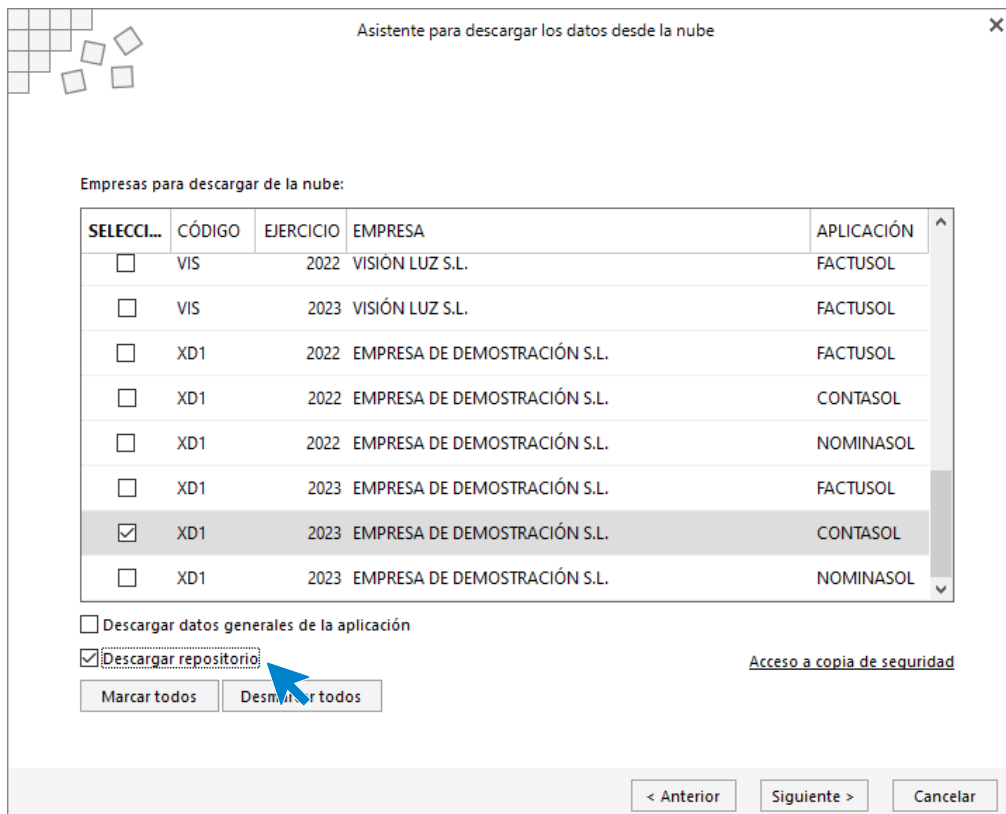 Asistente para descargar los datos desde la nube
Empresas para descargar de la nube:
SELECCI... CÓDIGO EJERCICIO EMPRESA APLICACIÓN
VIS 2022 VISIÓN LUZ S.L. FACTUSOL
VIS 2023 VISIÓN LUZ S.L. FACTUSOL
XD1 2022 EMPRESA DE DEMOSTRACIÓN S.L. FACTUSOL
XD1 2022 EMPRESA DE DEMOSTRACIÓN S.L. CONTASOL
XD1 2022 EMPRESA DE DEMOSTRACIÓN S.L. NOMINASOL
XD1 2023 EMPRESA DE DEMOSTRACIÓN S.L. FACTUSOL
XD1 2023 EMPRESA DE DEMOSTRACIÓN S.L. CONTASOL
XD1 2023 EMPRESA DE DEMOSTRACIÓN S.L. NOMINASOL
Descargar datos generales de la aplicación
Descargar repositorio
Acceso a copia de seguridad
Marcar todos Desmarcar todos
< Anterior Siguiente > Cancelar